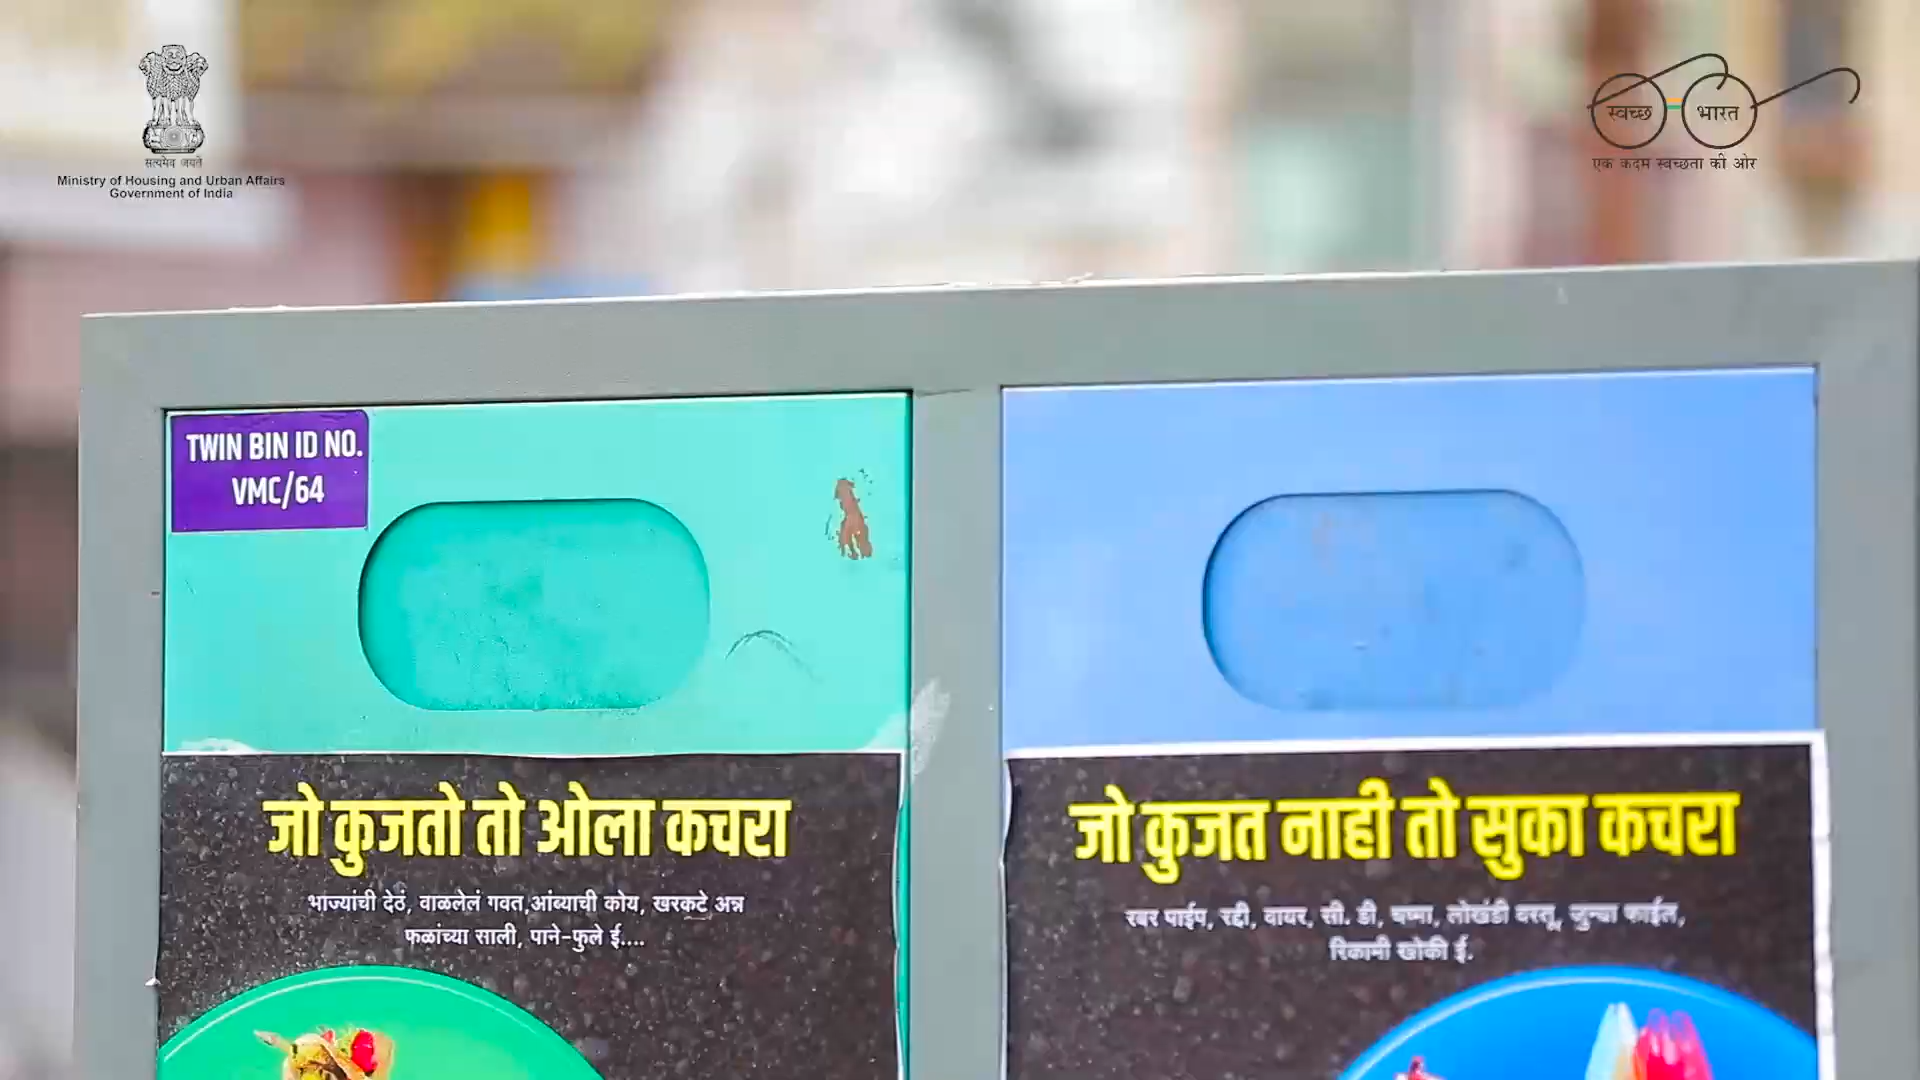 सत्यमेव जयते
Ministry of Housing and Urban Affairs
Government of India
स्वच्छ भारत
एक कदम स्वच्छता की ओर
TWIN BIN ID NO.
VMC/64
जो कुजतो तो ओला कचरा
भाज्यांची देठं, वाळलेलं गवत,आंब्याची कोय, खरकटे अन्न
फळांच्या साली, पाने-फुले ई....
जो कुजत नाही तो सुका कचरा
रबर पाईप, रद्दी, वायर, सी. डी, चष्मा, लोखंडी वस्तू, जुन्या फाईल,
रिकामी खोकी ई.